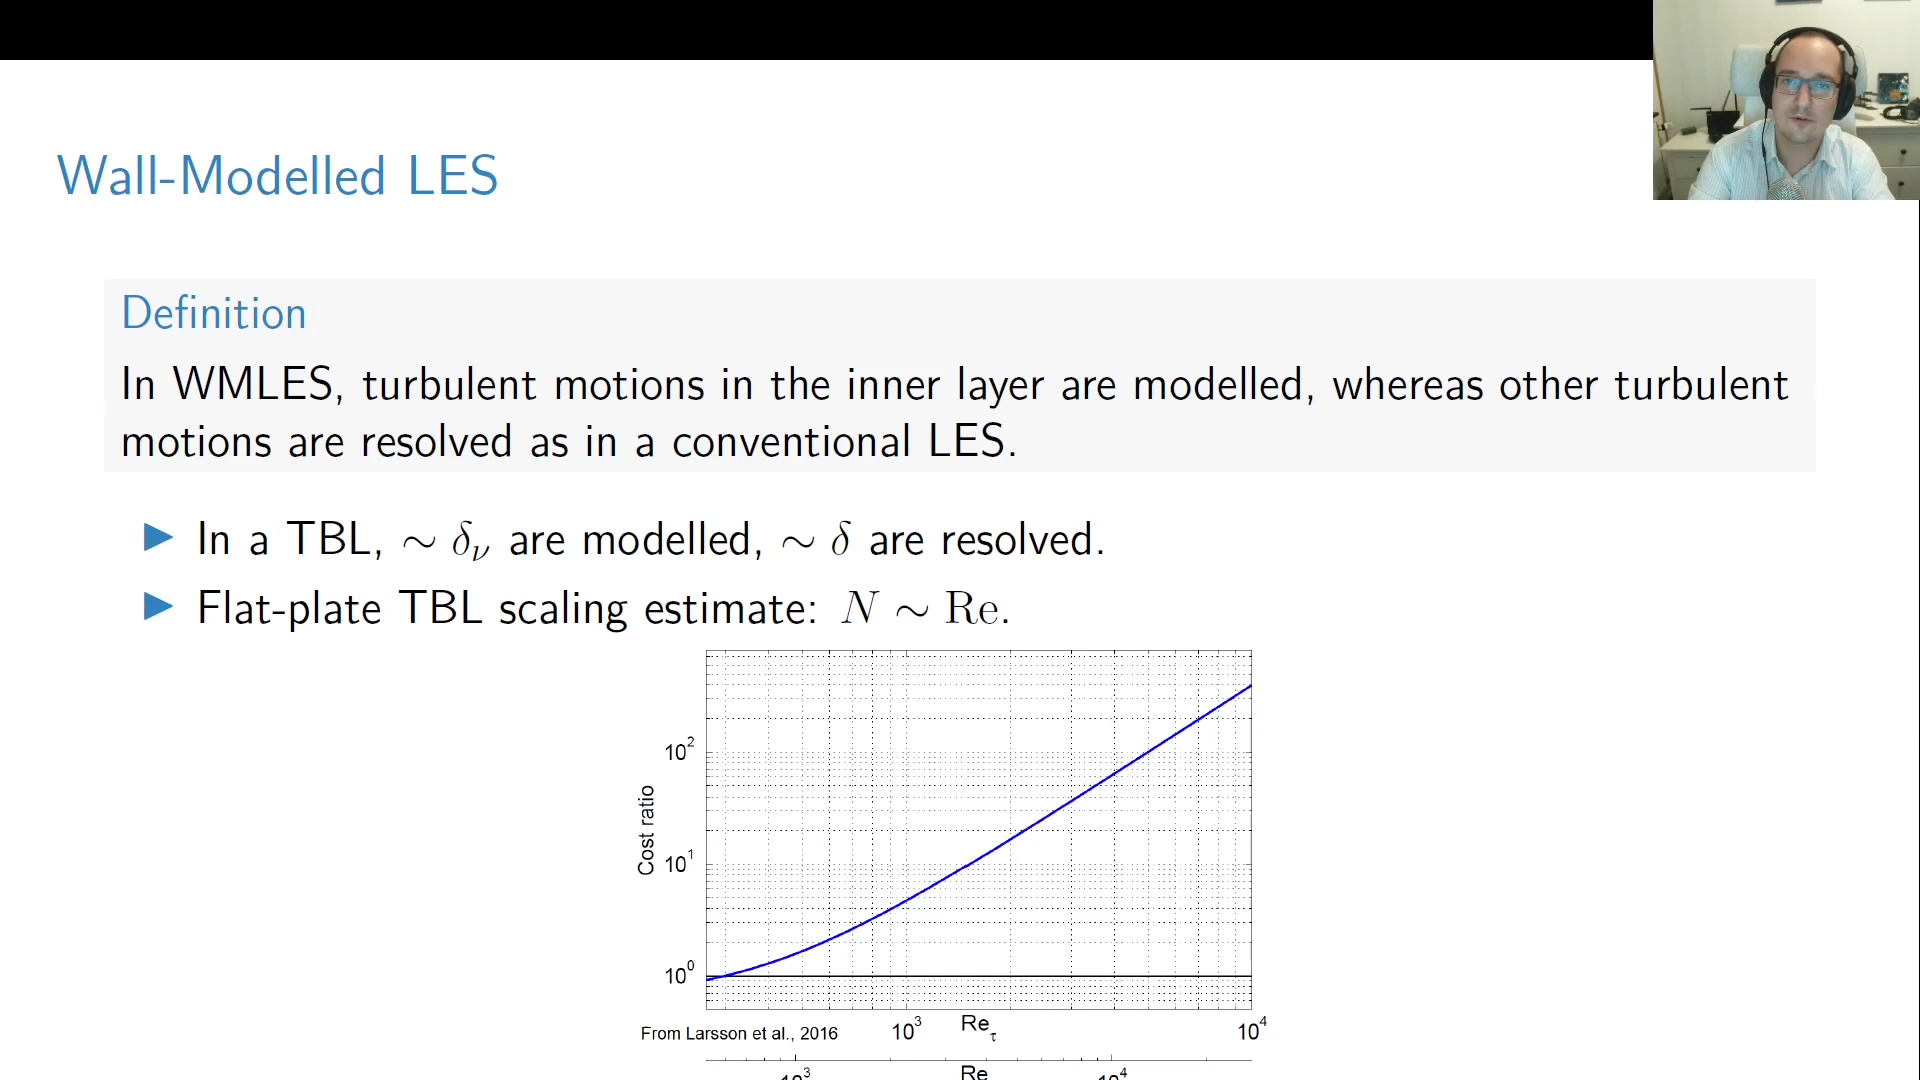 Wall-Modelled LES
Definition
In WMLES, turbulent motions in the inner layer are modelled, whereas other turbulent
motions are resolved as in a conventional LES.
▶ In a TBL, ∼ δ_ν are modelled, ∼ δ are resolved.
▶ Flat-plate TBL scaling estimate: N ∼ Re.
10²
10¹
10⁰
Cost ratio
From Larsson et al., 2016
10³ Re_τ 10⁴
10³ Re 10⁴